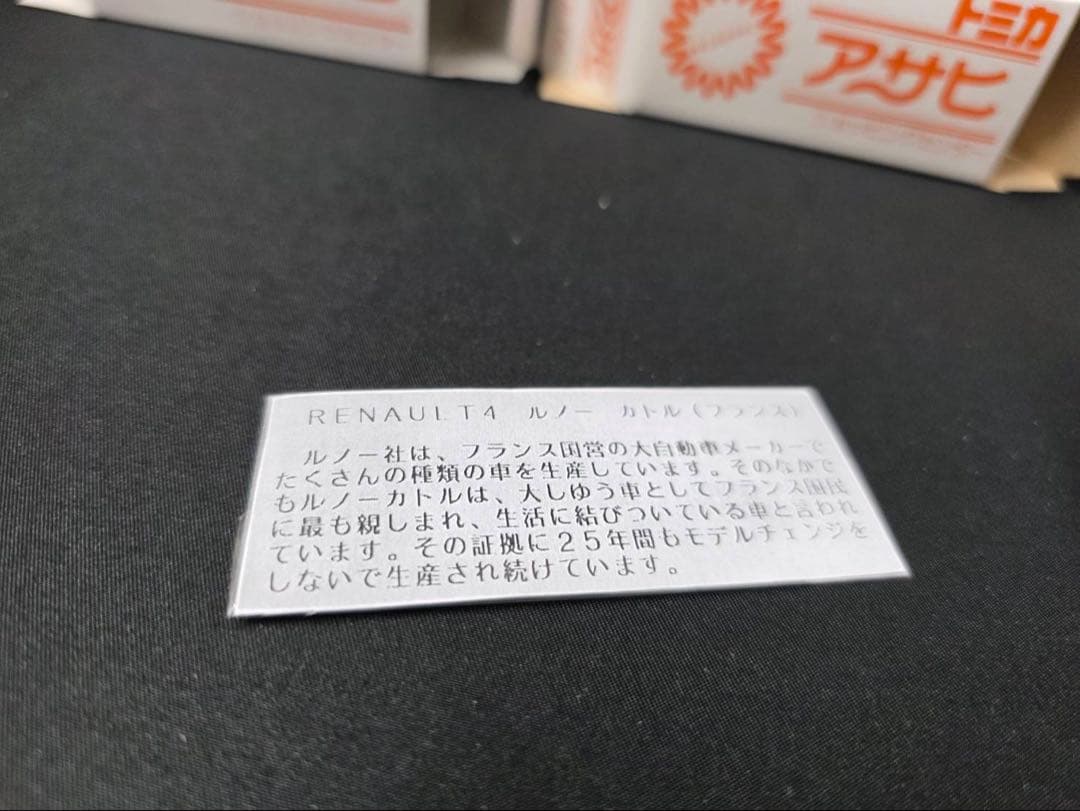 トミカ
アサヒ
RENAULT4 ルノー カトル(フランス)
ルノー社は、フランス国営の大自動車メーカーで
たくさんの種類の車を生産しています。そのなかで
もルノーカトルは、大しゆう車としてフランス国民
に最も親しまれ、生活に結びついている車と言われ
ています。その証拠に25年間もモデルチェンジを
しないで生産され続けています。